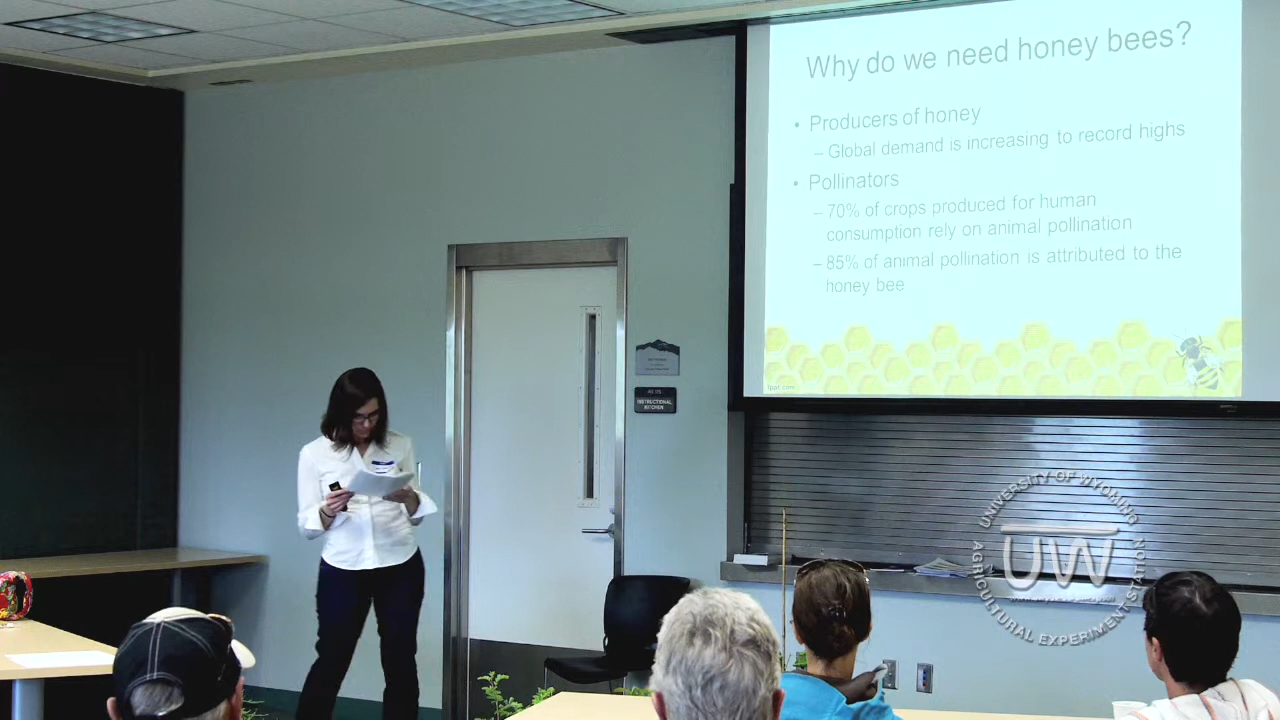 Why do we need honey bees?
• Producers of honey
– Global demand is increasing to record highs
• Pollinators
– 70% of crops produced for human
consumption rely on animal pollination
– 85% of animal pollination is attributed to the
honey bee
INSTRUCTIONAL
KITCHEN
UNIVERSITY OF WYOMING
UW
AGRICULTURAL EXPERIMENT STATION